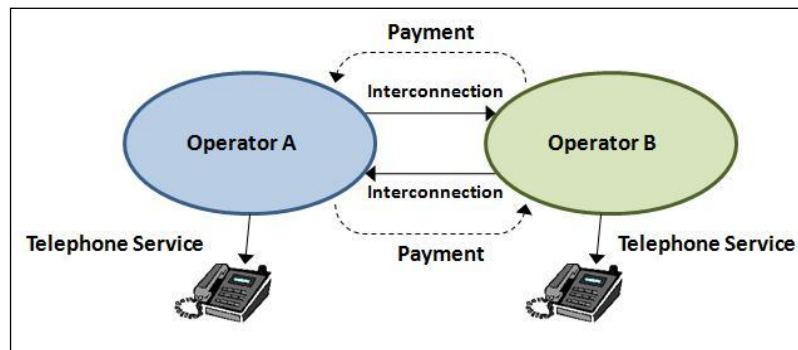 Payment
Interconnection
Operator A
Operator B
Interconnection
Telephone Service
Payment
Telephone Service